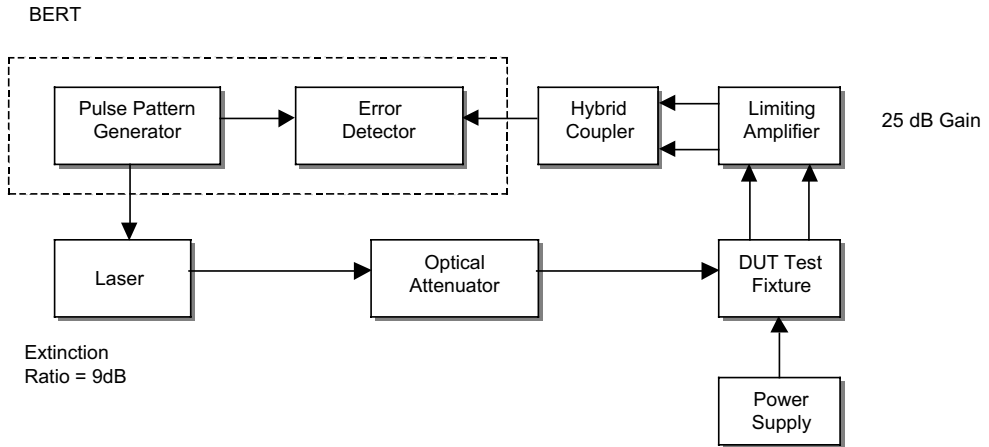 BERT
Pulse Pattern
Generator
Error
Detector
Hybrid
Coupler
Limiting
Amplifier
25 dB Gain
Laser
Optical
Attenuator
DUT Test
Fixture
Extinction
Ratio = 9dB
Power
Supply